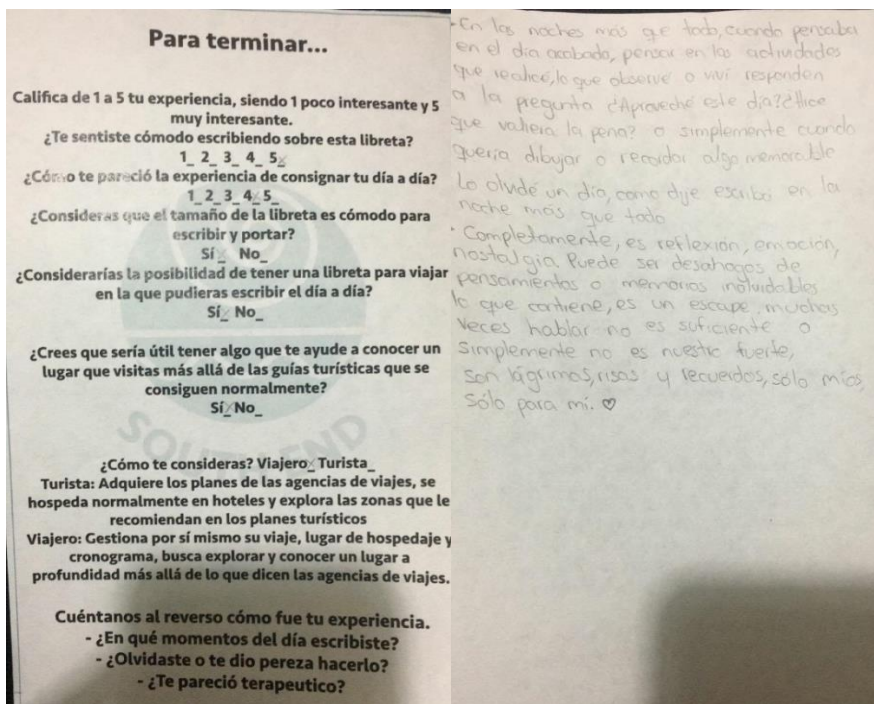 Para terminar...
Califica de 1 a 5 tu experiencia, siendo 1 poco interesante y 5
muy interesante.
¿Te sentiste cómodo escribiendo sobre esta libreta?
1_ 2_ 3_ 4_ 5_
¿Cómo te pareció la experiencia de consignar tu día a día?
1_ 2_ 3_ 4_ 5_
¿Consideras que el tamaño de la libreta es cómodo para
escribir y portar?
Sí_ No_
¿Considerarías la posibilidad de tener una libreta para viajar
en la que pudieras escribir el día a día?
Sí_ No_
¿Crees que sería útil tener algo que te ayude a conocer un
lugar que visitas más allá de las guías turísticas que se
consiguen normalmente?
Sí_ No_
¿Cómo te consideras? Viajero_ Turista_
Turista: Adquiere los planes de las agencias de viajes, se
hospeda normalmente en hoteles y explora las zonas que le
recomiendan en los planes turísticos
Viajero: Gestiona por sí mismo su viaje, lugar de hospedaje y
cronograma, busca explorar y conocer un lugar a
profundidad más allá de lo que dicen las agencias de viajes.
Cuéntanos al reverso cómo fue tu experiencia.
- ¿En qué momentos del día escribiste?
- ¿Olvidaste o te dio pereza hacerlo?
- ¿Te pareció terapeutico?
· En las noches más que todo, cuando pensaba
en el día acabado, pensar en las actividades
que realicé, lo que observé o viví responden
a la pregunta ¿Aproveché este día? ¿Hice
que valiera la pena? o simplemente cuando
quería dibujar o recordar algo memorable
Lo olvidé un día, como dije escribí en la
noche más que todo
· Completamente, es reflexión, emoción,
nostalgia. Puede ser desahogos de
pensamientos o memorias inolvidables
lo que contiene, es un escape, muchas
veces hablar no es suficiente o
simplemente no es nuestro fuerte,
son lágrimas, risas y recuerdos, sólo míos,
sólo para mí. ♡